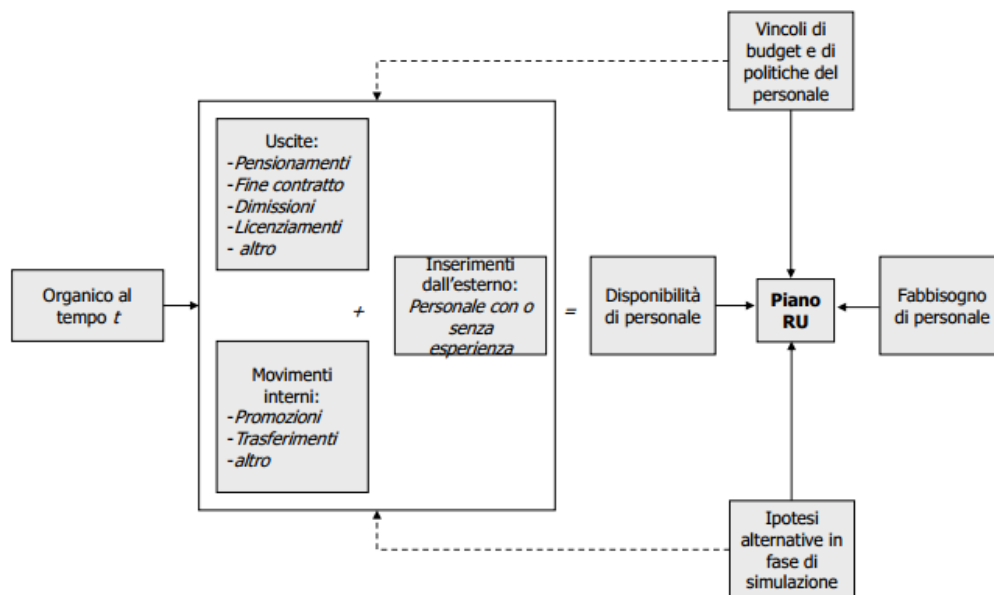 Vincoli di
budget e di
politiche del
personale
Uscite:
-Pensionamenti
-Fine contratto
-Dimissioni
-Licenziamenti
- altro
Organico al
tempo t
+
Inserimenti
dall'esterno:
Personale con o
senza
esperienza
=
Disponibilità
di personale
Piano
RU
Fabbisogno
di personale
Movimenti
interni:
-Promozioni
-Trasferimenti
-altro
Ipotesi
alternative in
fase di
simulazione